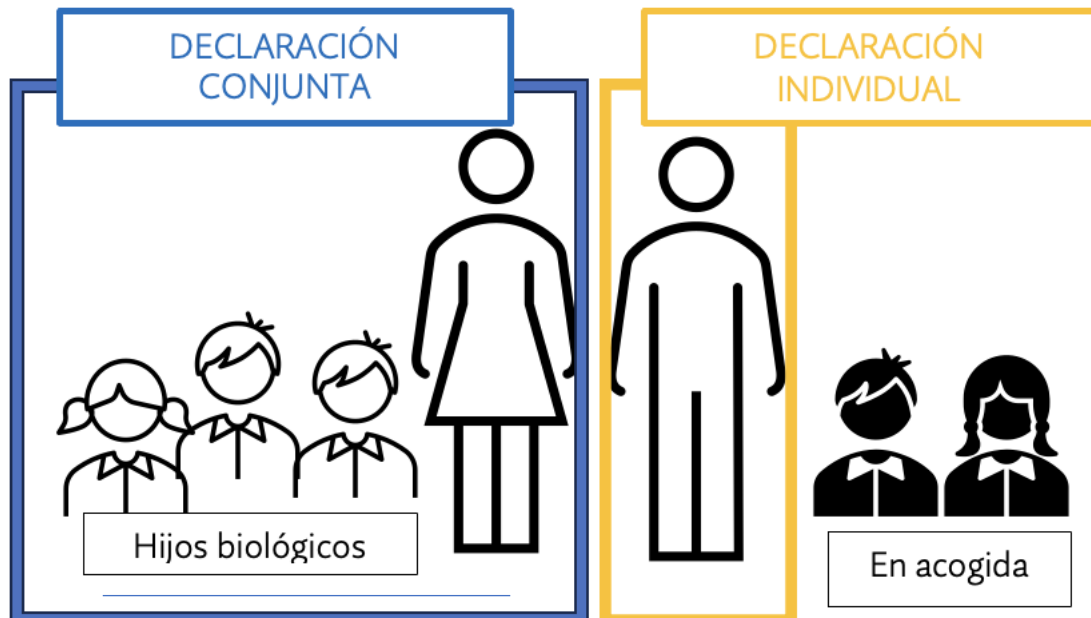 DECLARACIÓN
CONJUNTA
DECLARACIÓN
INDIVIDUAL
Hijos biológicos
En acogida